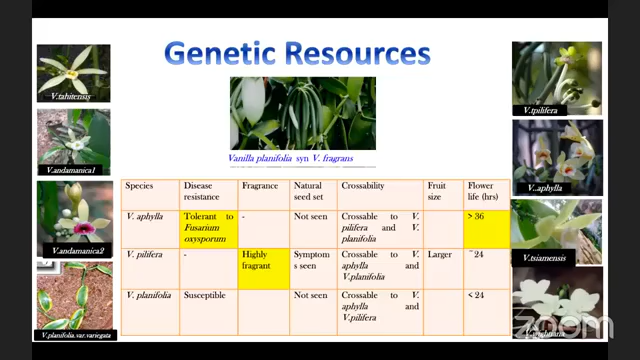 Genetic Resources
V.tahitensis
V.andamanica1
V.andamanica2
V.planifolia.var.variegata
Vanilla planifolia syn V. fragrans
Species Disease resistance Fragrance Natural seed set Crossability Fruit size Flower life (hrs)
V. aphylla Tolerant to Fusarium oxysporum - Not seen Crossable to V. pilifera and V. planifolia > 36
V. pilifera - Highly fragrant Symptom s seen Crossable to V. aphylla and V.planifolia Larger ~24
V. planifolia Susceptible Not seen Crossable to V. aphylla and V.pilifera < 24
V.tpilifera
V..aphylla
V.tsiamensis
zoom